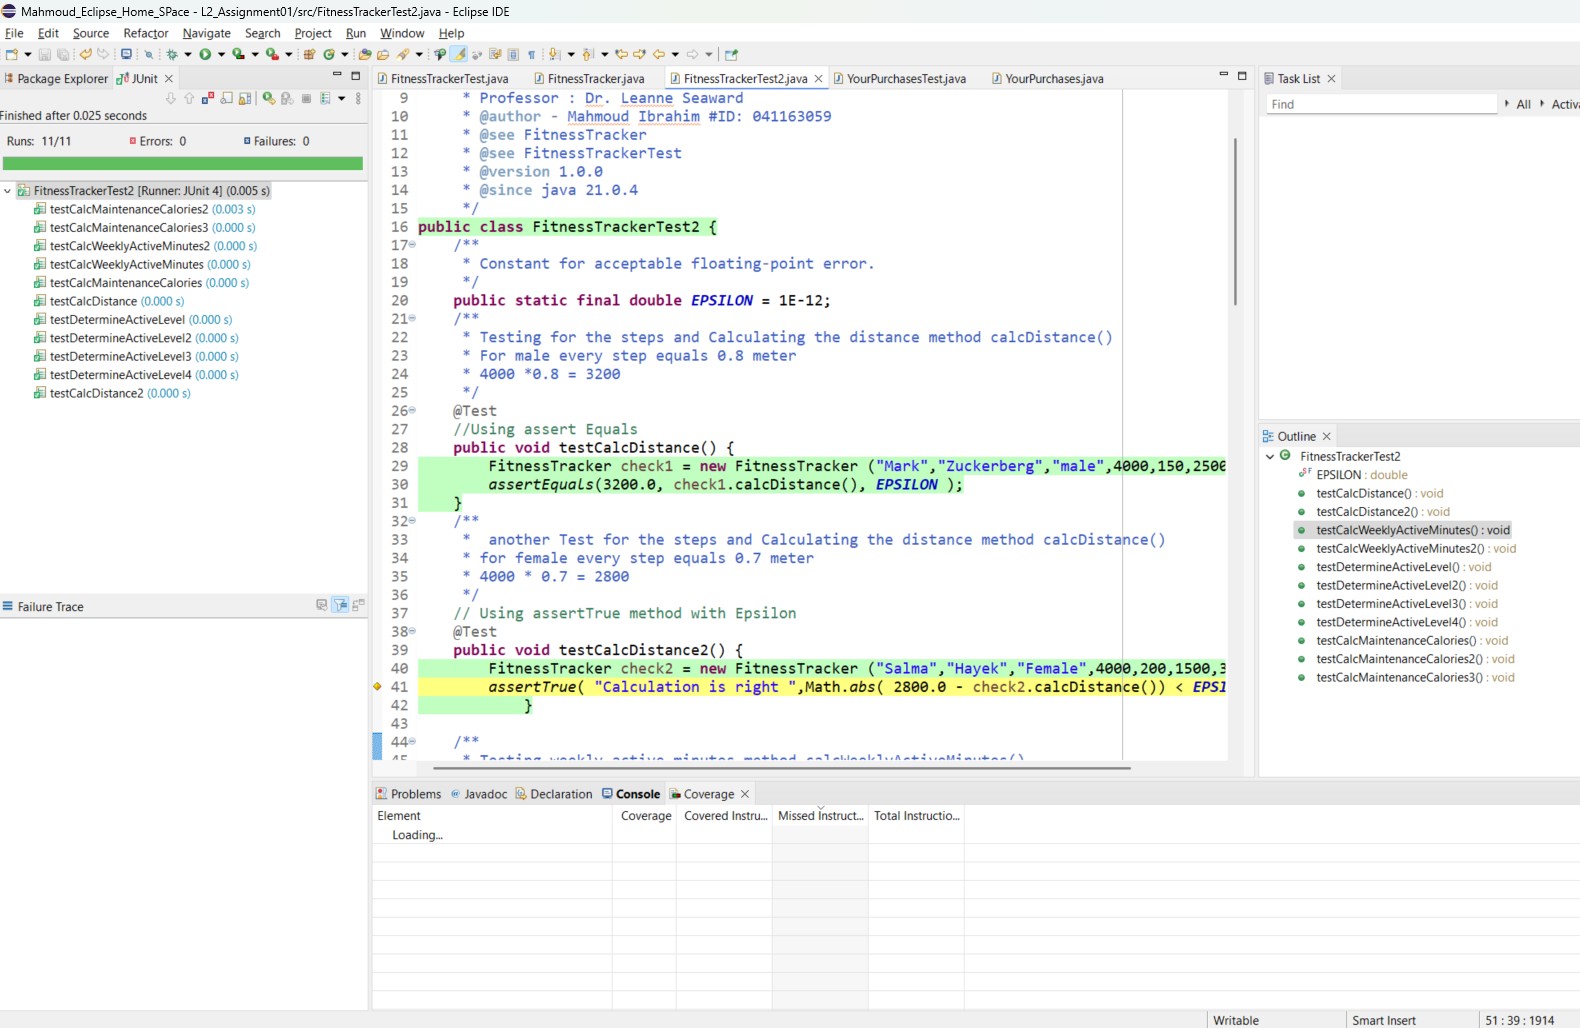 Mahmoud_Eclipse_Home_SPace - L2_Assignment01/src/FitnessTrackerTest2.java - Eclipse IDE
File Edit Source Refactor Navigate Search Project Run Window Help
Package Explorer JUnit
Finished after 0.025 seconds
Runs: 11/11 Errors: 0 Failures: 0
FitnessTrackerTest2 [Runner: JUnit 4] (0.005 s)
testCalcMaintenanceCalories2 (0.003 s)
testCalcMaintenanceCalories3 (0.000 s)
testCalcWeeklyActiveMinutes2 (0.000 s)
testCalcWeeklyActiveMinutes (0.000 s)
testCalcMaintenanceCalories (0.000 s)
testCalcDistance (0.000 s)
testDetermineActiveLevel (0.000 s)
testDetermineActiveLevel2 (0.000 s)
testDetermineActiveLevel3 (0.000 s)
testDetermineActiveLevel4 (0.000 s)
testCalcDistance2 (0.000 s)
Failure Trace
FitnessTrackerTest.java FitnessTracker.java FitnessTrackerTest2.java YourPurchasesTest.java YourPurchases.java
9 * Professor : Dr. Leanne Seaward
10 * @author - Mahmoud Ibrahim #ID: 041163059
11 * @see FitnessTracker
12 * @see FitnessTrackerTest
13 * @version 1.0.0
14 * @since java 21.0.4
15 */
16 public class FitnessTrackerTest2 {
17 /**
18 * Constant for acceptable floating-point error.
19 */
20 public static final double EPSILON = 1E-12;
21 /**
22 * Testing for the steps and Calculating the distance method calcDistance()
23 * For male every step equals 0.8 meter
24 * 4000 *0.8 = 3200
25 */
26 @Test
27 //Using assert Equals
28 public void testCalcDistance() {
29 FitnessTracker check1 = new FitnessTracker ("Mark","Zuckerberg","male",4000,150,2500
30 assertEquals(3200.0, check1.calcDistance(), EPSILON );
31 }
32 /**
33 * another Test for the steps and Calculating the distance method calcDistance()
34 * for female every step equals 0.7 meter
35 * 4000 * 0.7 = 2800
36 */
37 // Using assertTrue method with Epsilon
38 @Test
39 public void testCalcDistance2() {
40 FitnessTracker check2 = new FitnessTracker ("Salma","Hayek","Female",4000,200,1500,3
41 assertTrue( "Calculation is right ",Math.abs( 2800.0 - check2.calcDistance()) < EPSI
42 }
43
44 /**
45 * Testing weekly active minutes method calcWeeklyActiveMinutes()
Task List
Find All Activa
Outline
FitnessTrackerTest2
EPSILON : double
testCalcDistance() : void
testCalcDistance2() : void
testCalcWeeklyActiveMinutes() : void
testCalcWeeklyActiveMinutes2() : void
testDetermineActiveLevel() : void
testDetermineActiveLevel2() : void
testDetermineActiveLevel3() : void
testDetermineActiveLevel4() : void
testCalcMaintenanceCalories() : void
testCalcMaintenanceCalories2() : void
testCalcMaintenanceCalories3() : void
Problems Javadoc Declaration Console Coverage
Element Coverage Covered Instru... Missed Instruct... Total Instructio...
Loading...
Writable Smart Insert 51 : 39 : 1914